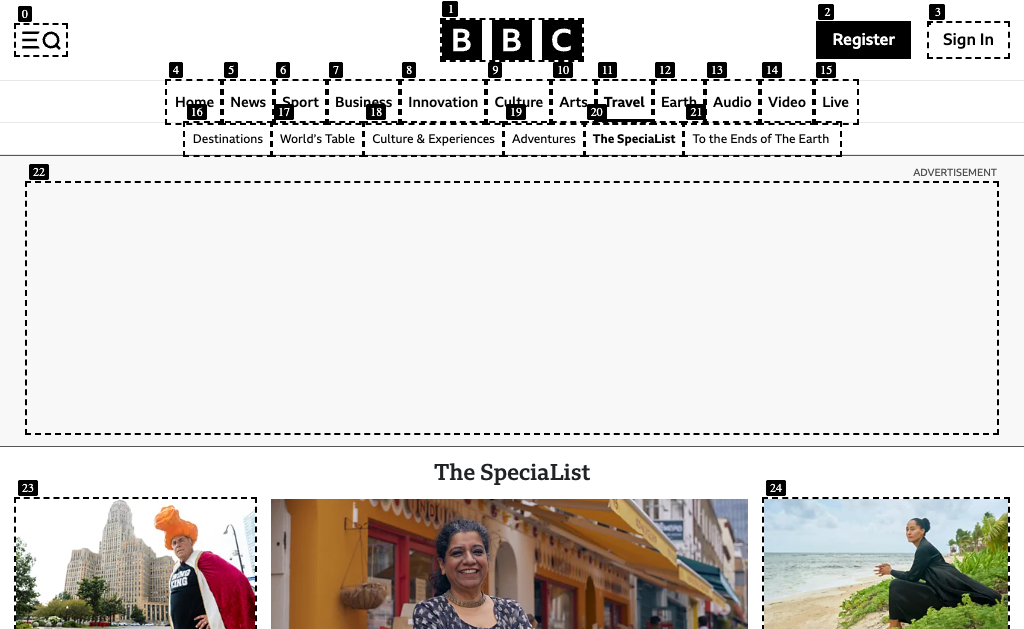 0
1
2
3
BBC
Register
Sign In
4
5
6
7
8
9
10
11
12
13
14
15
Home
News
Sport
Business
Innovation
Culture
Arts
Travel
Earth
Audio
Video
Live
16
17
18
19
20
21
Destinations
World's Table
Culture & Experiences
Adventures
The SpeciaList
To the Ends of The Earth
22
ADVERTISEMENT
The SpeciaList
23
24
WING
KING